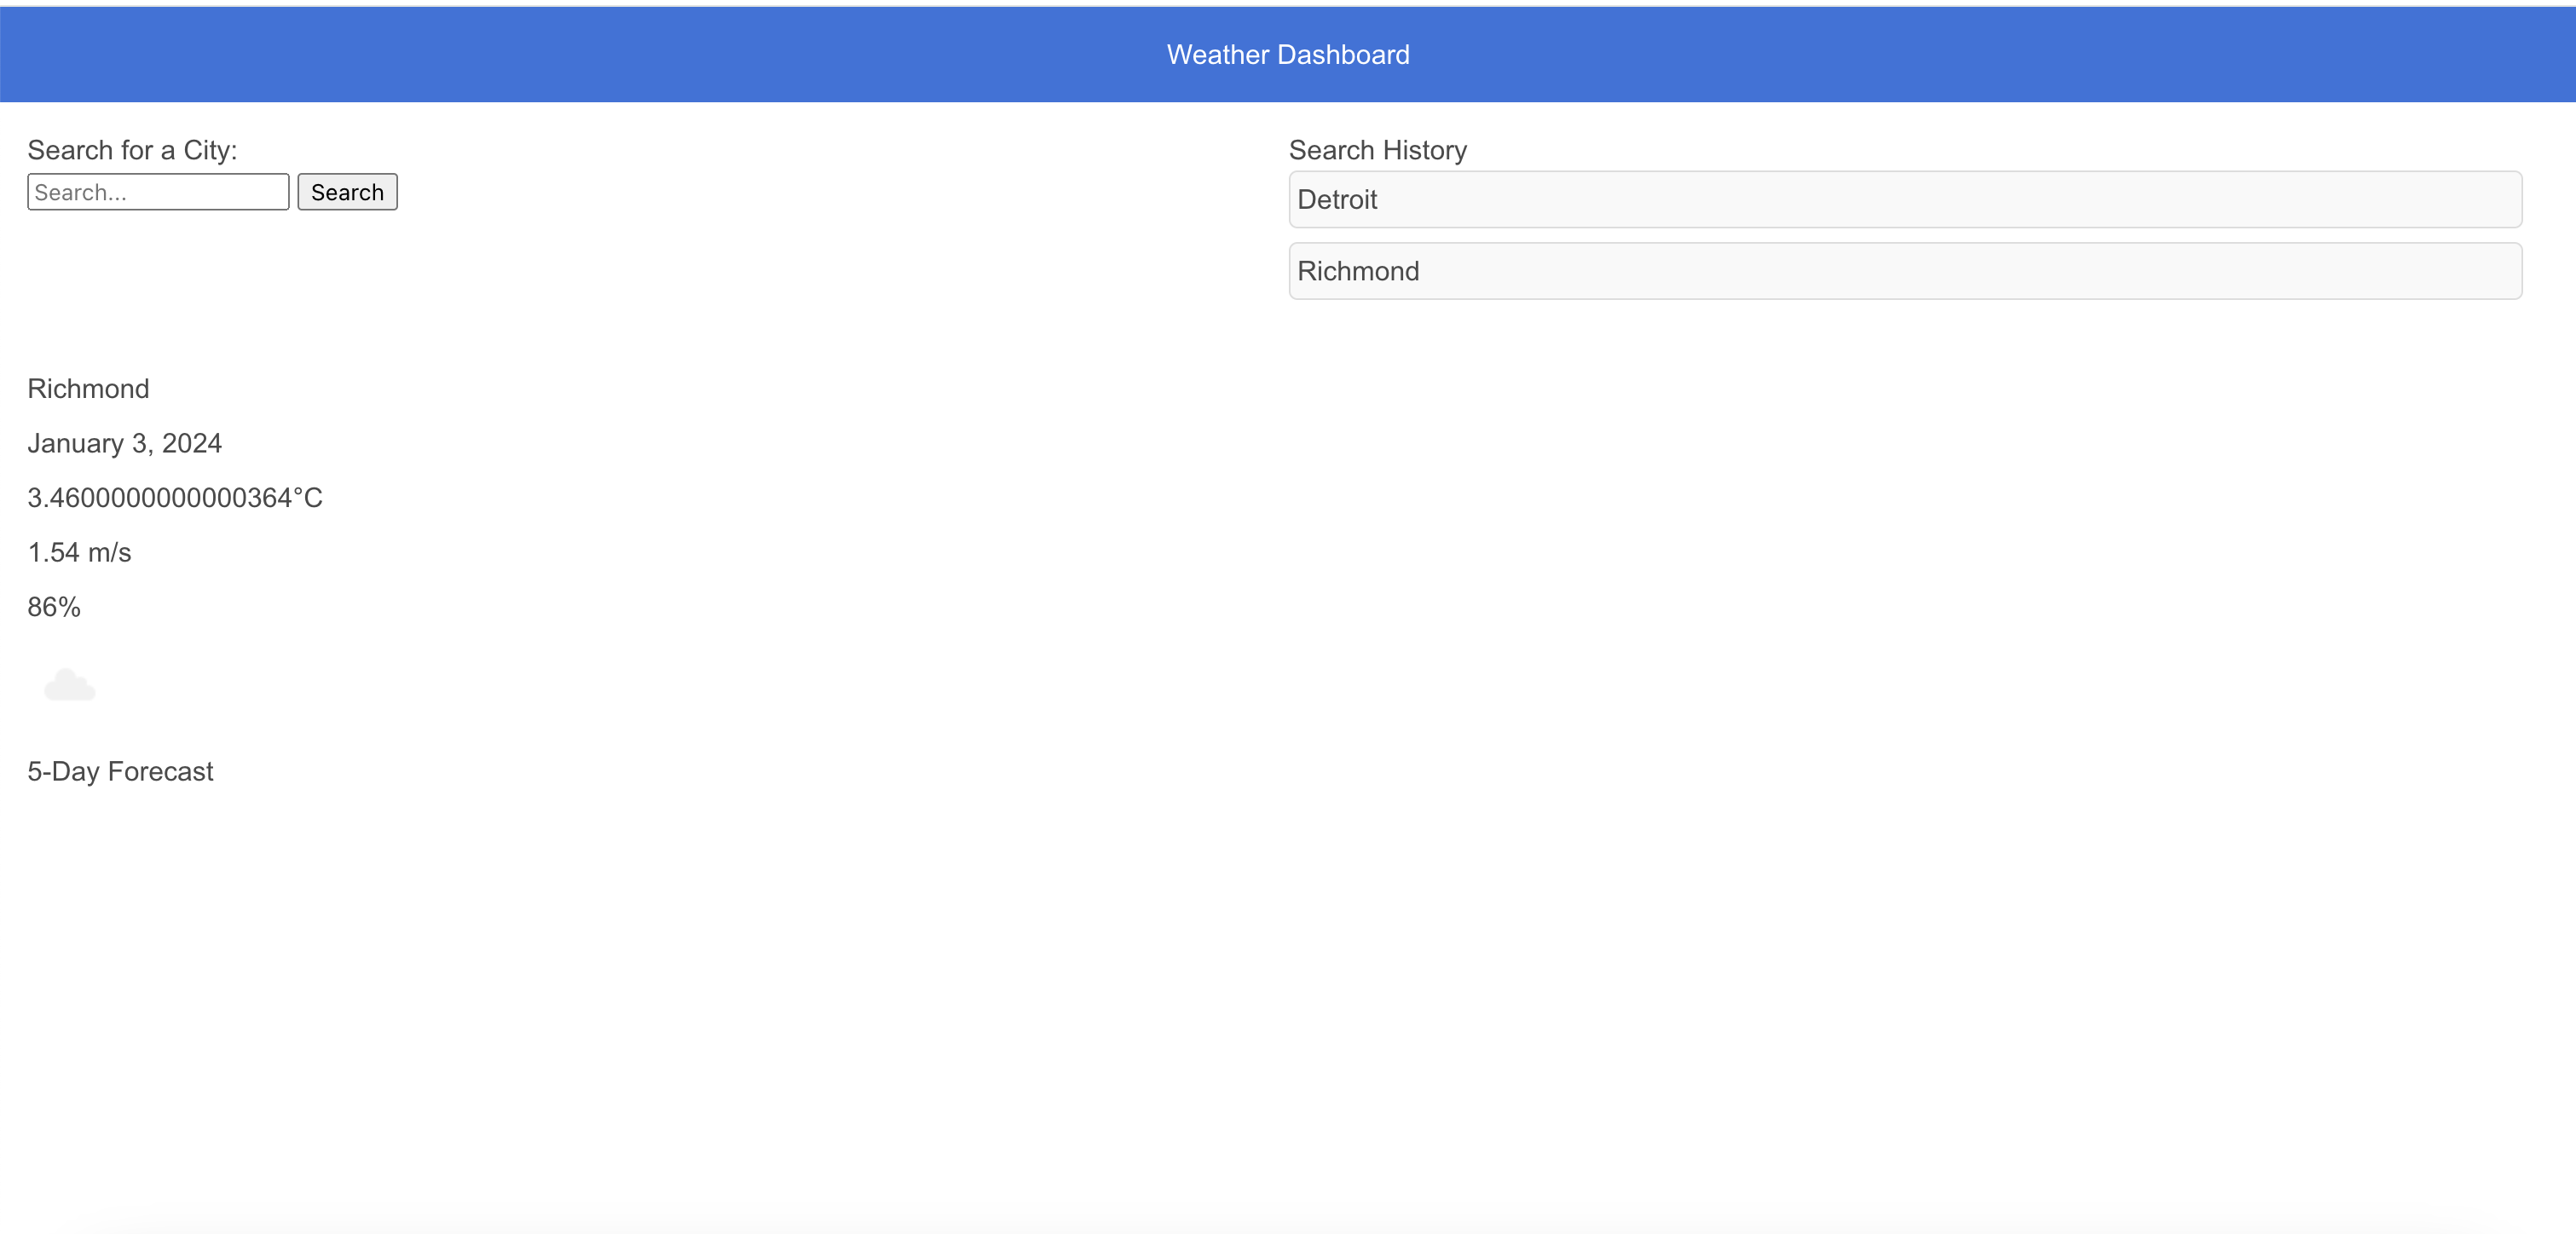 Weather Dashboard
Search for a City:
Search...
Search
Search History
Detroit
Richmond
Richmond
January 3, 2024
3.4600000000000364°C
1.54 m/s
86%
5-Day Forecast